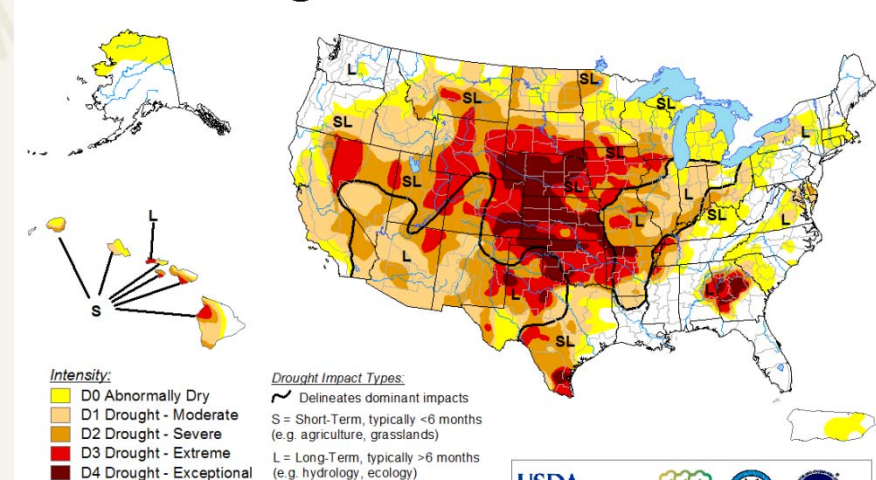 L
SL
SL
SL
SL
SL
SL
SL
L
L
L
L
SL
L
L
L
SL
L
S
Intensity:
D0 Abnormally Dry
D1 Drought - Moderate
D2 Drought - Severe
D3 Drought - Extreme
D4 Drought - Exceptional
Drought Impact Types:
Delineates dominant impacts
S = Short-Term, typically <6 months
(e.g. agriculture, grasslands)
L = Long-Term, typically >6 months
(e.g. hydrology, ecology)
USDA